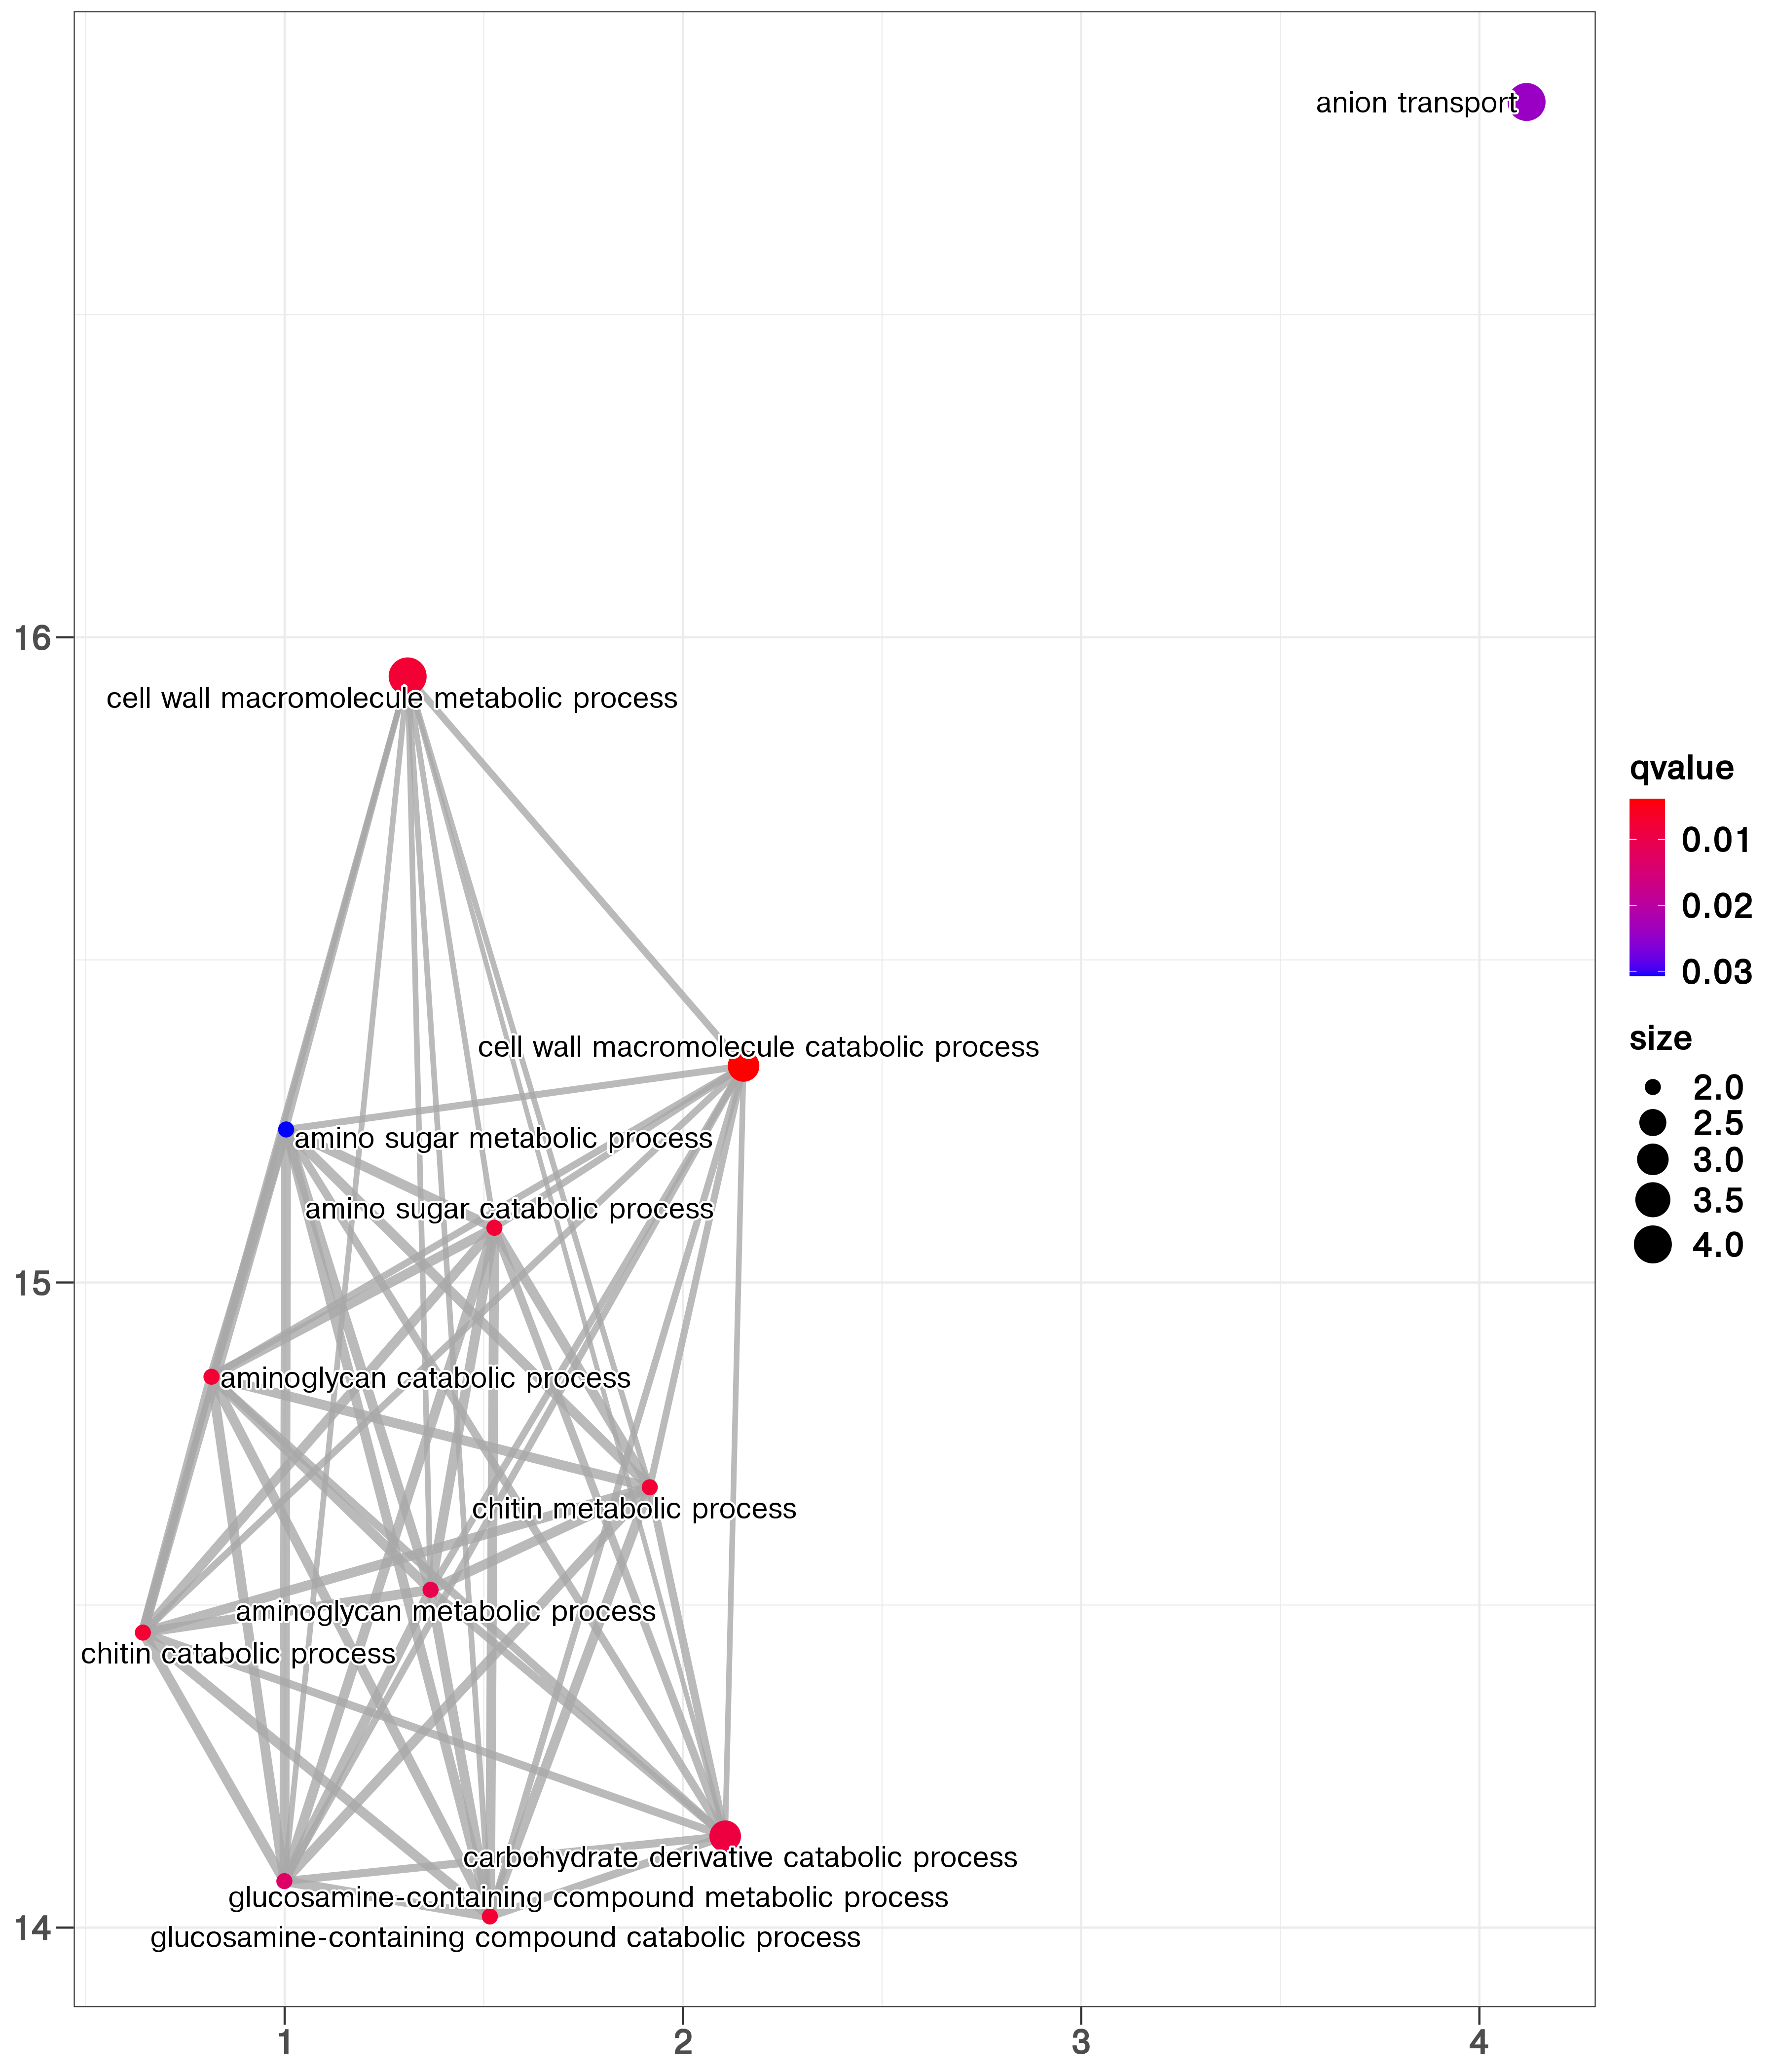 anion transport
16
cell wall macromolecule metabolic process
qvalue
0.01
0.02
0.03
size
2.0
2.5
3.0
3.5
4.0
cell wall macromolecule catabolic process
amino sugar metabolic process
amino sugar catabolic process
15
aminoglycan catabolic process
chitin metabolic process
aminoglycan metabolic process
chitin catabolic process
carbohydrate derivative catabolic process
glucosamine-containing compound metabolic process
14
glucosamine-containing compound catabolic process
1
2
3
4